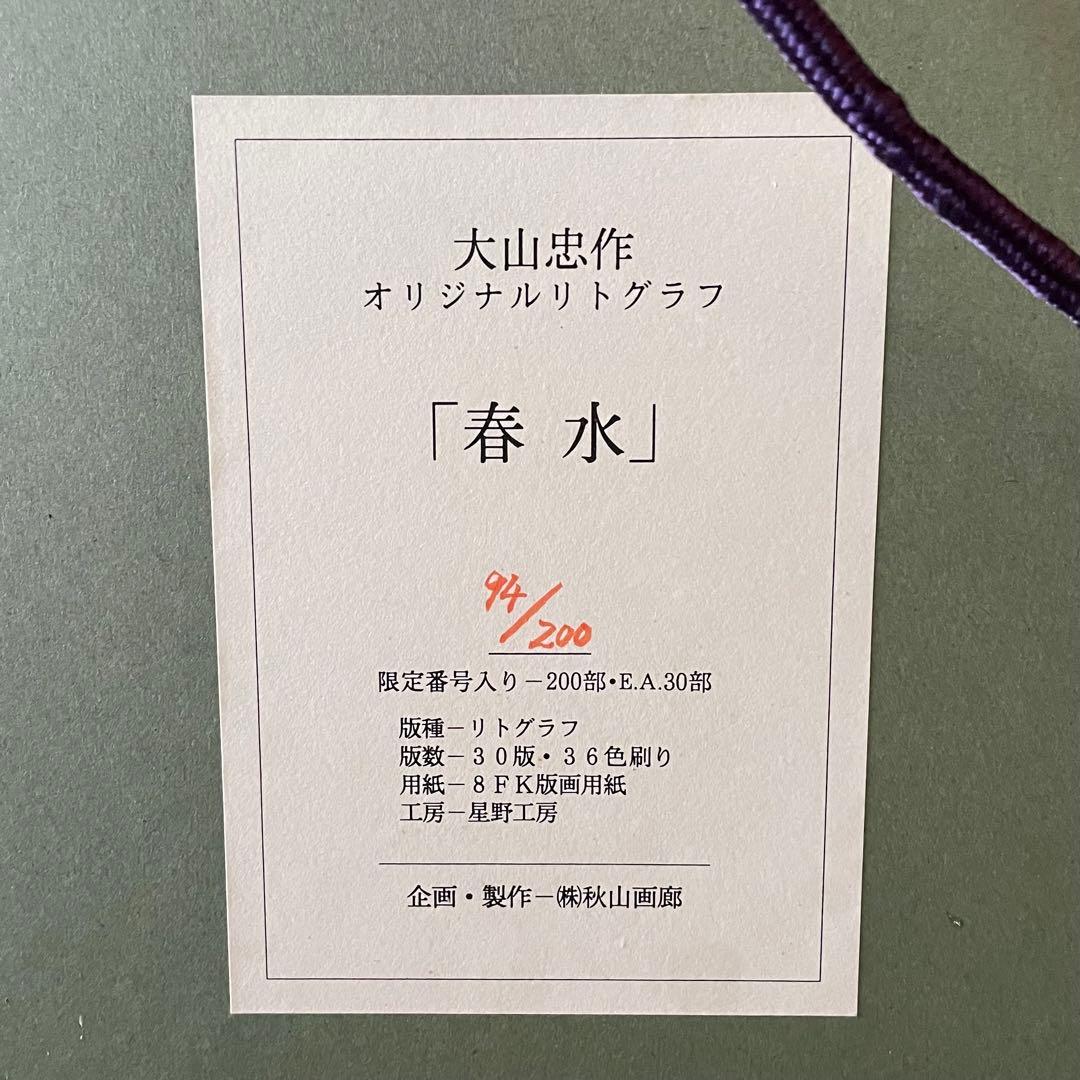 大山忠作
オリジナルリトグラフ
「春 水」
94/200
限定番号入り－200部・E.A.30部
版種－リトグラフ
版数－３０版・３６色刷り
用紙－８ＦＫ版画用紙
工房－星野工房
企画・製作－㈱秋山画廊